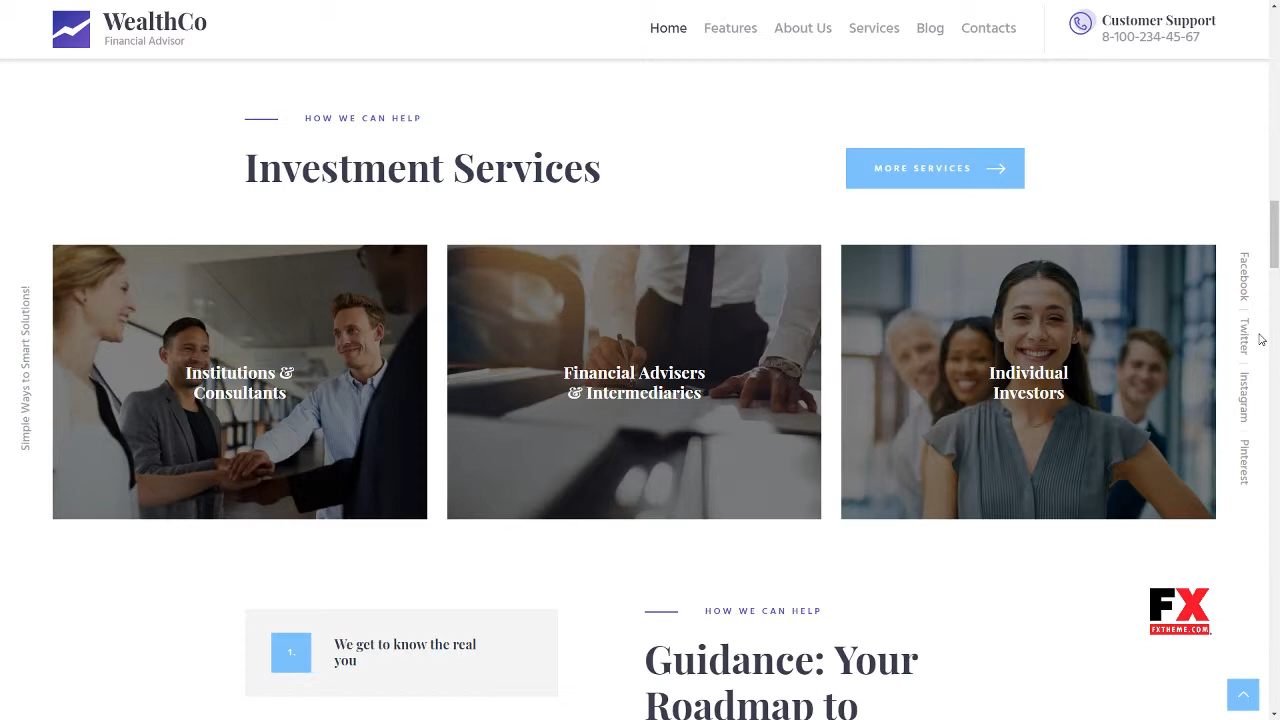 WealthCo
Financial Advisor
Home
Features
About Us
Services
Blog
Contacts
Customer Support
8-100-234-45-67
HOW WE CAN HELP
Investment Services
MORE SERVICES
Simple Ways to Smart Solutions!
Institutions &
Consultants
Financial Advisers
& Intermediaries
Individual
Investors
Facebook
Twitter
Instagram
Pinterest
1.
We get to know the real
you
HOW WE CAN HELP
Guidance: Your
Roadmap to
FX
FXTHEME.COM